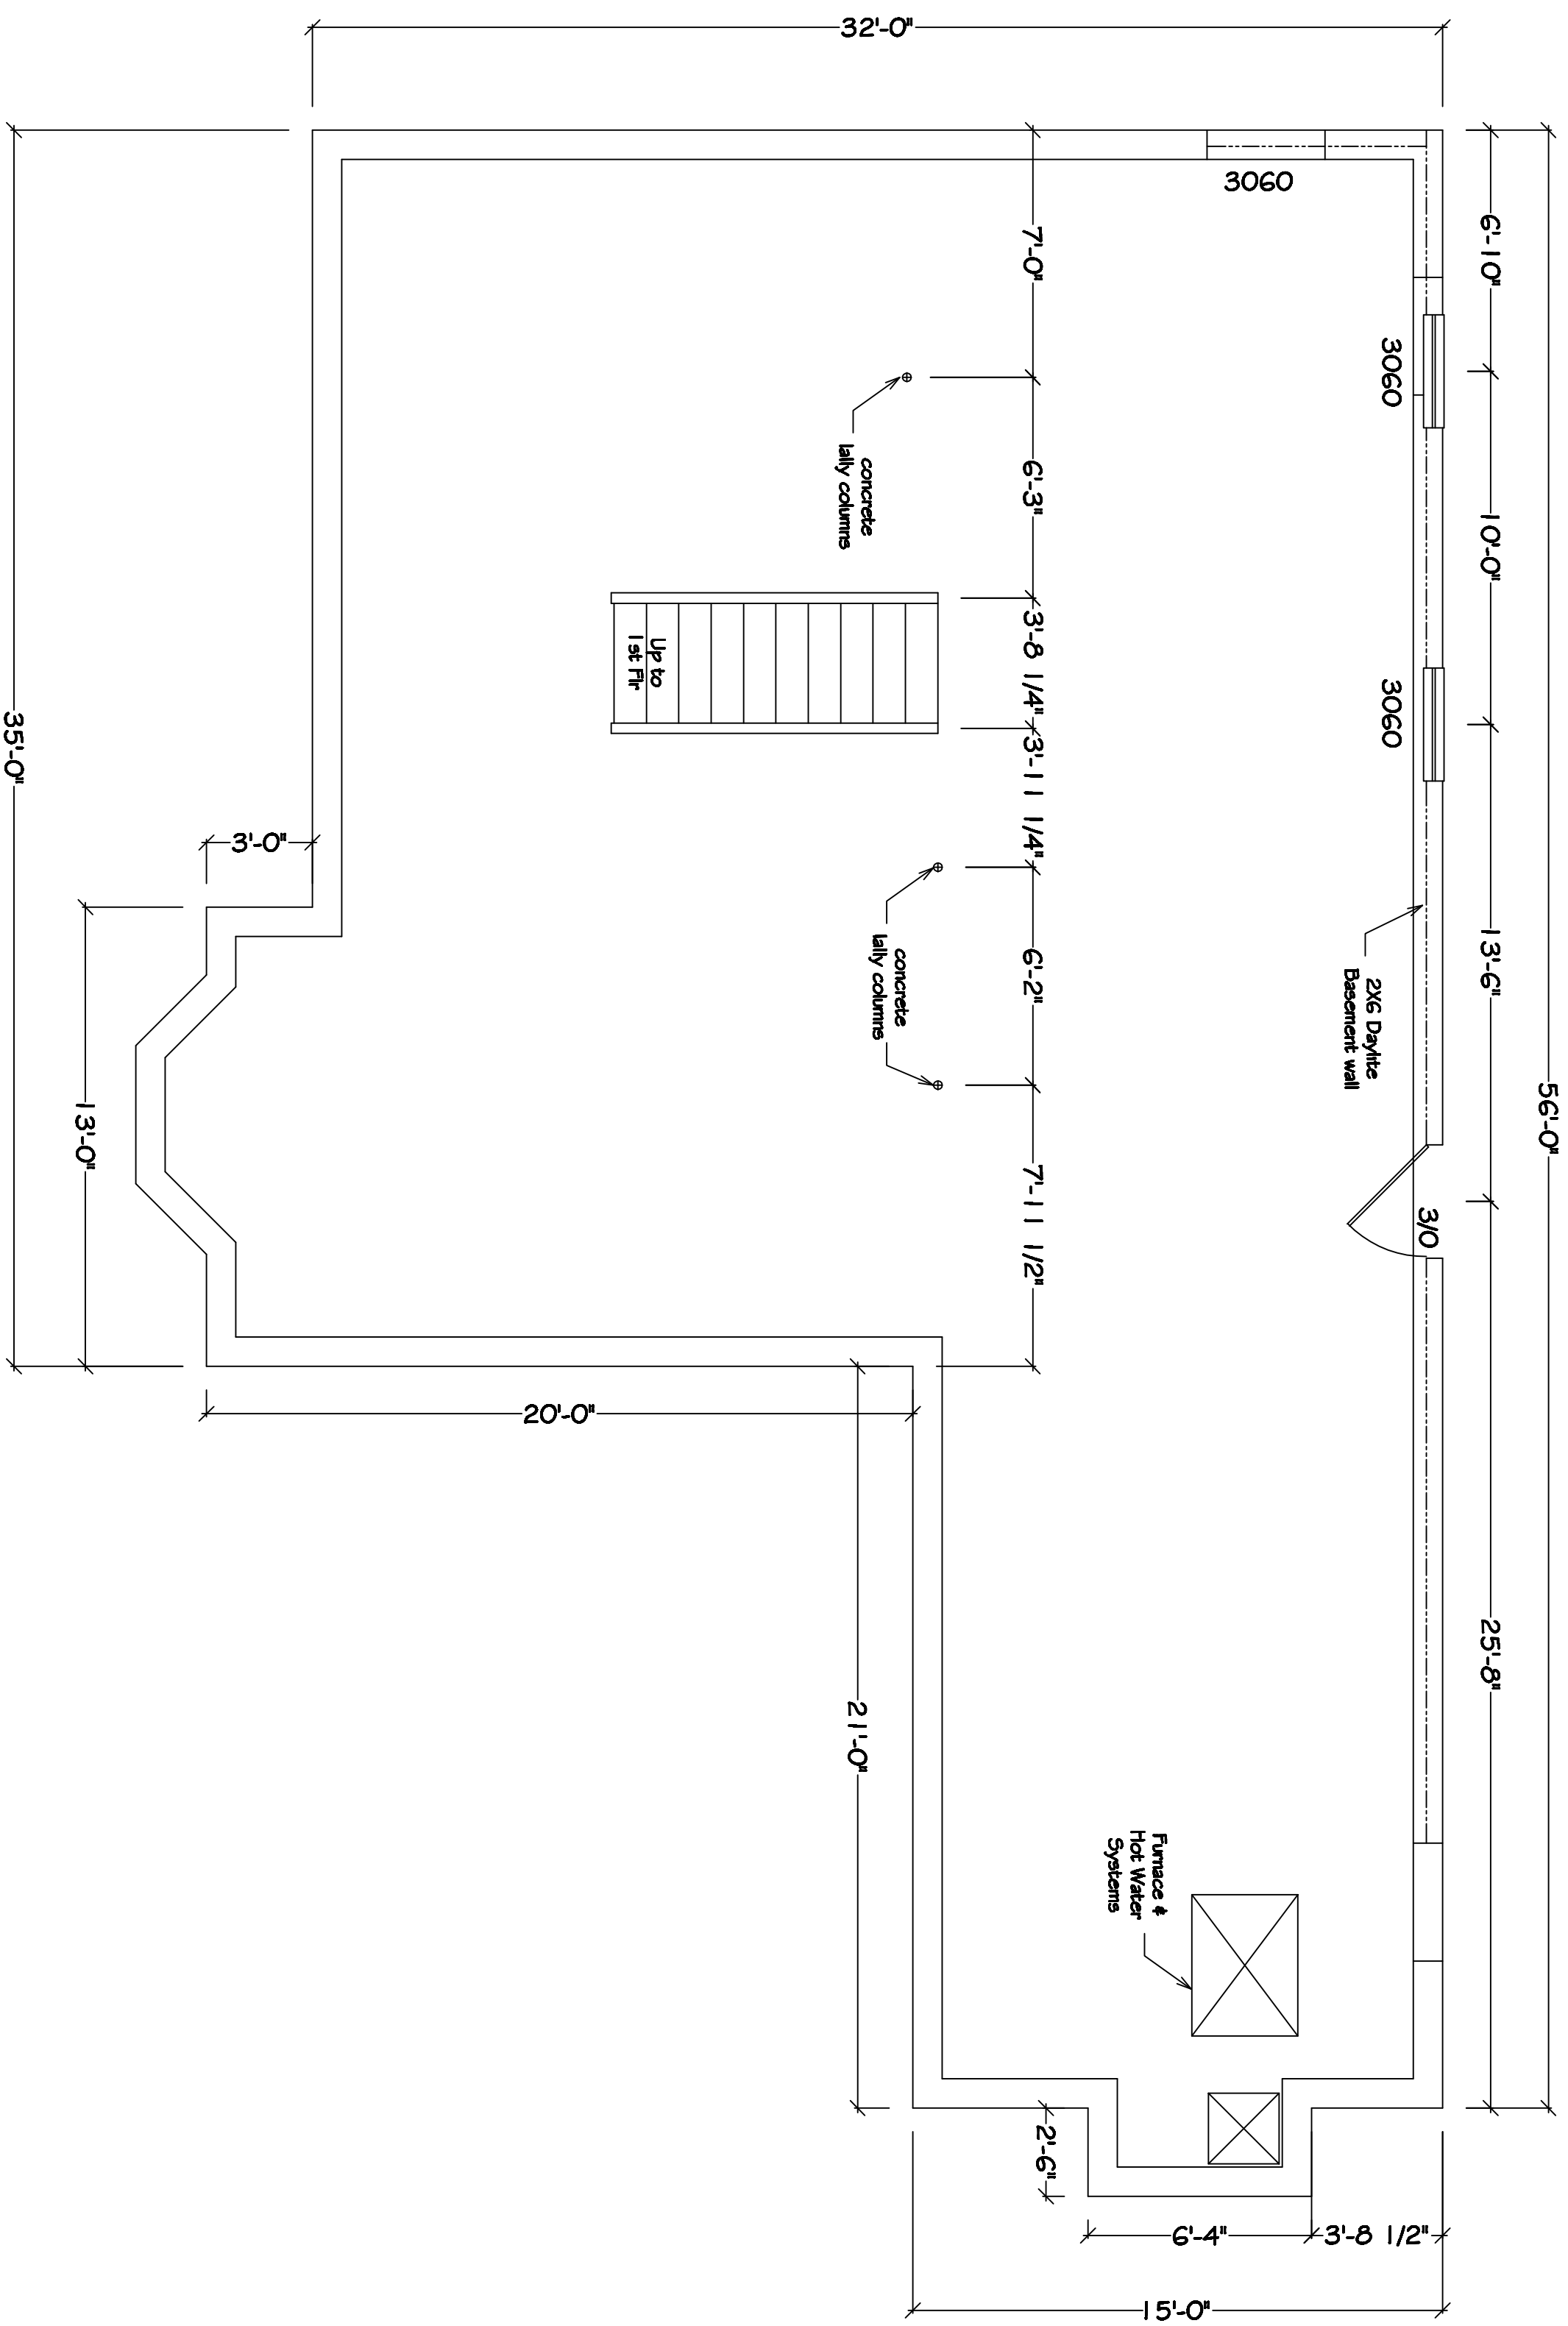 32'-0"
56'-0"
6'-10"
10'-0"
13'-6"
25'-8"
3060
3060
3060
7'-0"
6'-3"
3'-8 1/4"
3'-11 1/4"
6'-2"
7'-11 1/2"
concrete
lally columns
Up to
1st Flr
concrete
lally columns
2X6 Daylite
Basement wall
3/0
35'-0"
3'-0"
13'-0"
20'-0"
21'-0"
Furnace &
Hot Water
Systems
2'-6"
6'-4"
3'-8 1/2"
15'-0"